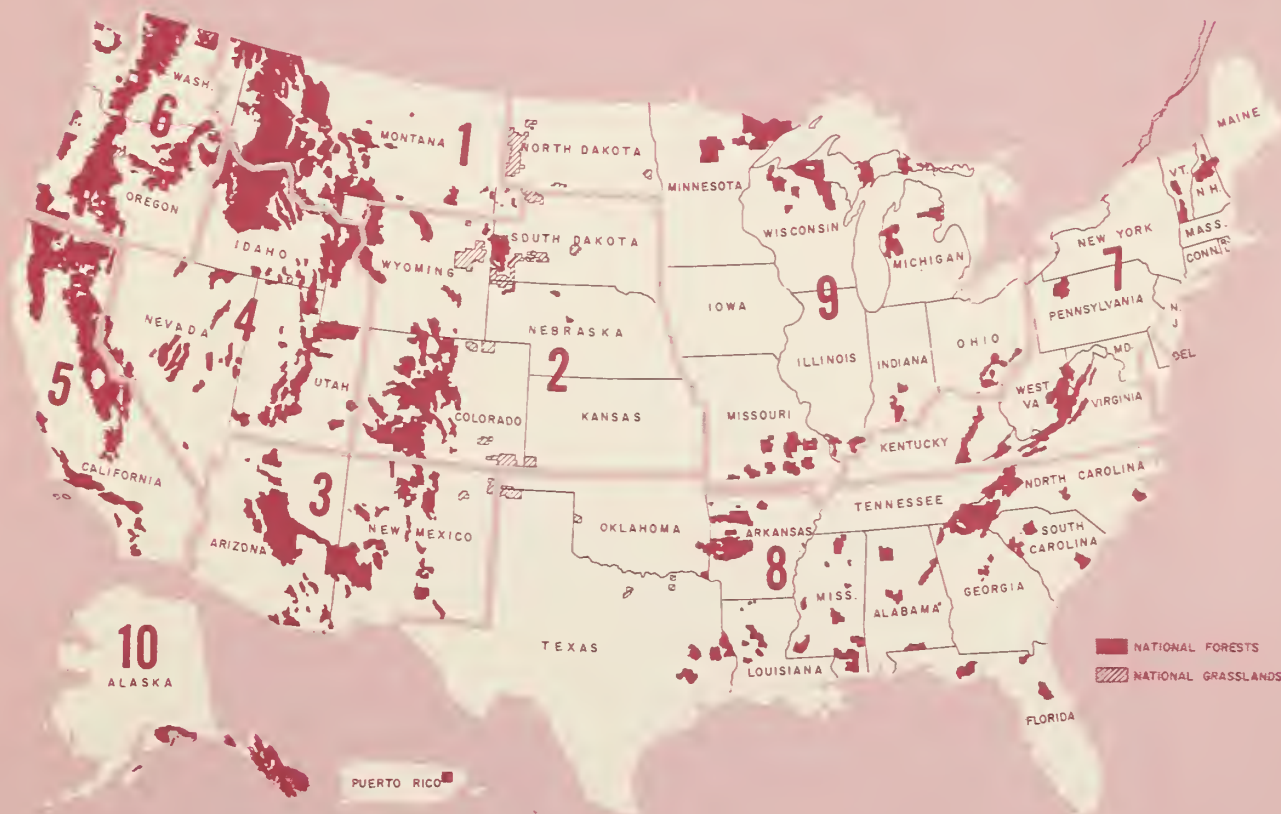 WASH.
6
MONTANA
1
NORTH DAKOTA
MINNESOTA
MAINE
VT.
N.H.
OREGON
IDAHO
WYOMING
SOUTH DAKOTA
WISCONSIN
MICHIGAN
NEW YORK
MASS.
CONN.
7
NEVADA
4
UTAH
NEBRASKA
IOWA
9
ILLINOIS
INDIANA
OHIO
PENNSYLVANIA
N.
J
MD.
DEL
5
CALIFORNIA
COLORADO
2
KANSAS
MISSOURI
KENTUCKY
WEST
VA
VIRGINIA
ARIZONA
3
NEW MEXICO
OKLAHOMA
ARKANSAS
8
TENNESSEE
NORTH CAROLINA
SOUTH
CAROLINA
TEXAS
LOUISIANA
MISS.
ALABAMA
GEORGIA
FLORIDA
10
ALASKA
PUERTO RICO
NATIONAL FORESTS
NATIONAL GRASSLANDS